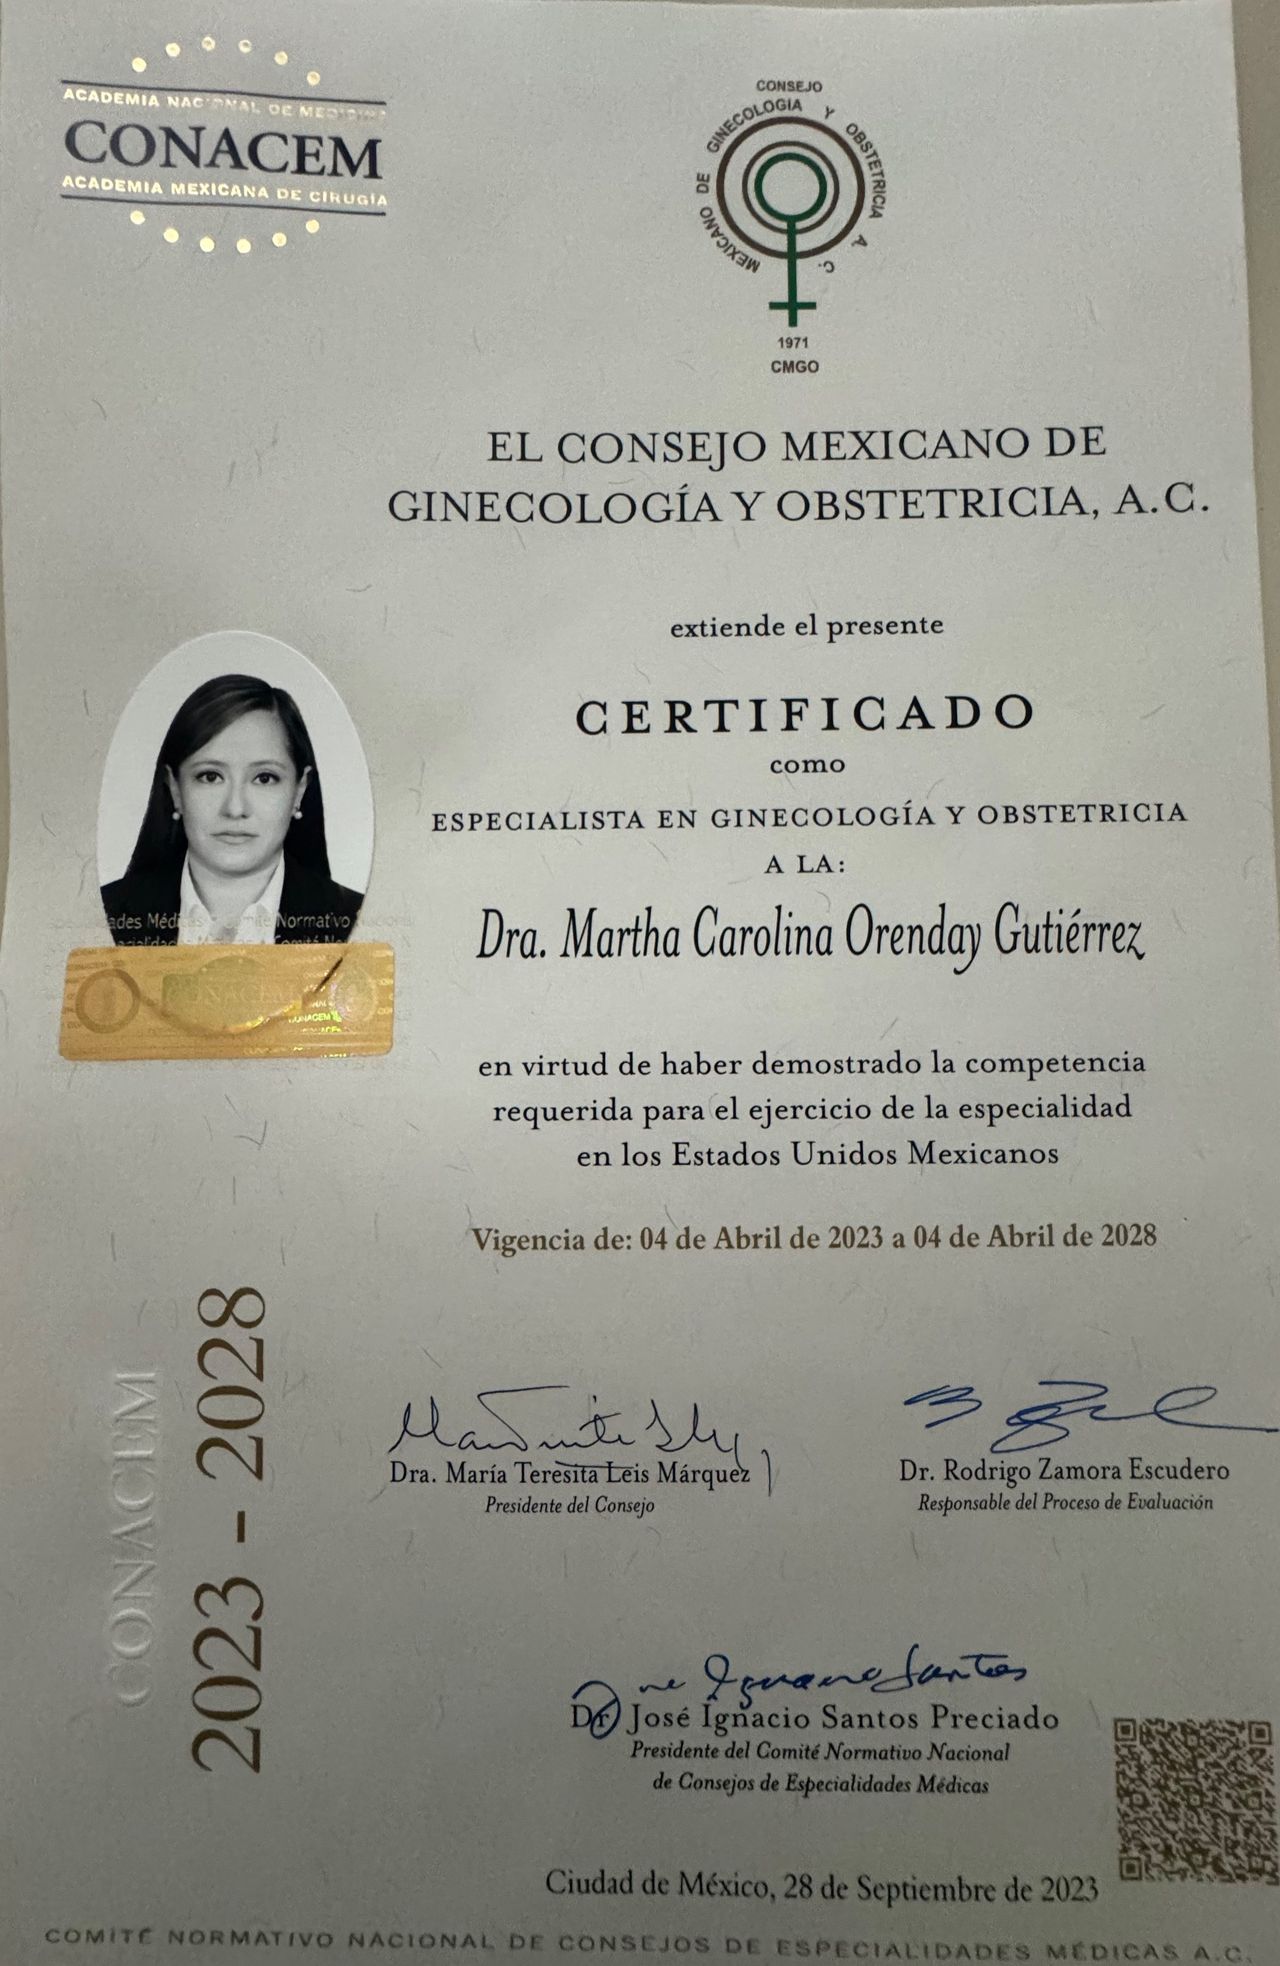 ACADEMIA NACIONAL DE MEDICINA
CONACEM
ACADEMIA MEXICANA DE CIRUGÍA
CONSEJO
MEXICANO DE GINECOLOGIA Y OBSTETRICIA A. C.
1971
CMGO
EL CONSEJO MEXICANO DE
GINECOLOGÍA Y OBSTETRICIA, A.C.
extiende el presente
CERTIFICADO
como
ESPECIALISTA EN GINECOLOGÍA Y OBSTETRICIA
A LA:
Dra. Martha Carolina Orenday Gutiérrez
Normativo
CONACEM
en virtud de haber demostrado la competencia
requerida para el ejercicio de la especialidad
en los Estados Unidos Mexicanos
Vigencia de: 04 de Abril de 2023 a 04 de Abril de 2028
CONACEM
2023 - 2028
Dra. María Teresita Leis Márquez
Presidente del Consejo
Dr. Rodrigo Zamora Escudero
Responsable del Proceso de Evaluación
Dr. José Ignacio Santos Preciado
Presidente del Comité Normativo Nacional
de Consejos de Especialidades Médicas
Ciudad de México, 28 de Septiembre de 2023
COMITÉ NORMATIVO NACIONAL DE CONSEJOS DE ESPECIALIDADES MÉDICAS A.C.